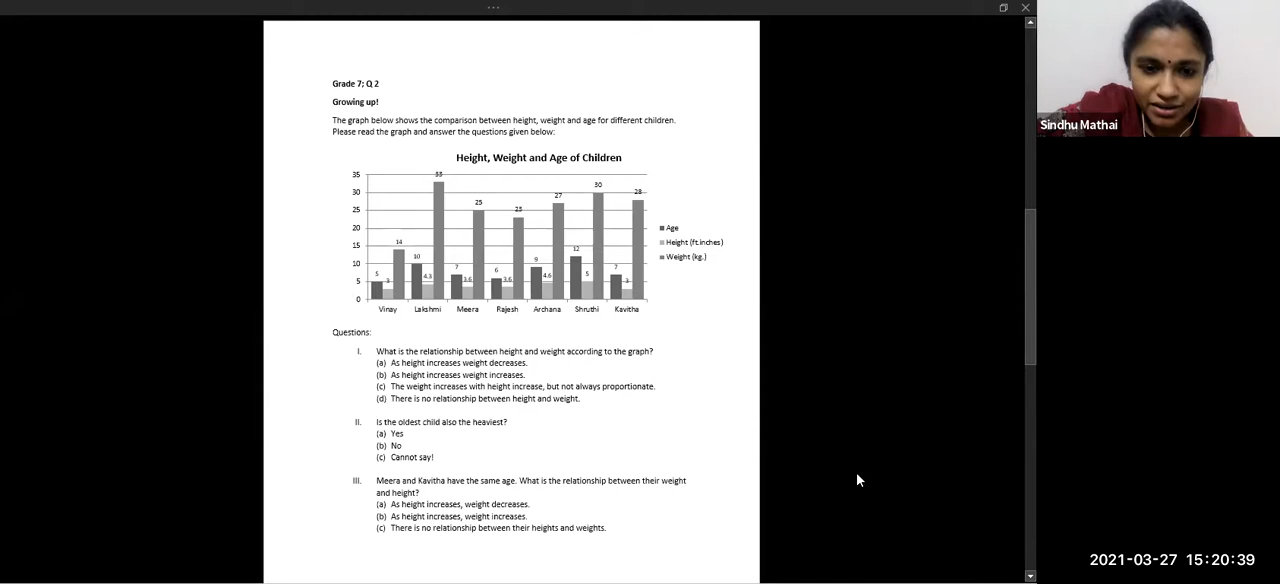 Grade 7; Q 2
Growing up!
The graph below shows the comparison between height, weight and age for different children.
Please read the graph and answer the questions given below:
Height, Weight and Age of Children
35
30
25
20
15
10
5
0
5 3 14
10 4.3 33
7 3.6 25
6 3.6 23
9 4.6 27
12 5 30
7 3 28
Vinay Lakshmi Meera Rajesh Archana Shruthi Kavitha
Age
Height (ft.inches)
Weight (kg.)
Questions:
I. What is the relationship between height and weight according to the graph?
(a) As height increases weight decreases.
(b) As height increases weight increases.
(c) The weight increases with height increase, but not always proportionate.
(d) There is no relationship between height and weight.
II. Is the oldest child also the heaviest?
(a) Yes
(b) No
(c) Cannot say!
III. Meera and Kavitha have the same age. What is the relationship between their weight
and height?
(a) As height increases, weight decreases.
(b) As height increases, weight increases.
(c) There is no relationship between their heights and weights.
Sindhu Mathai
2021-03-27 15:20:39